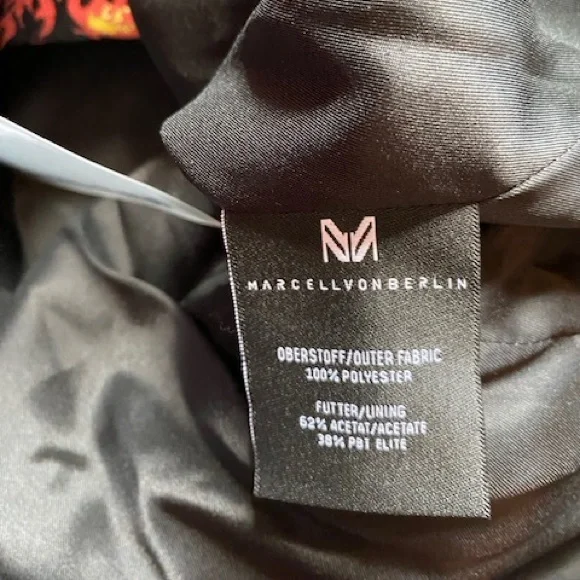 MARCELLVONBERLIN
OBERSTOFF/OUTER FABRIC
100% POLYESTER
FUTTER/LINING
62% ACETAT/ACETATE
38% PBT ELITE